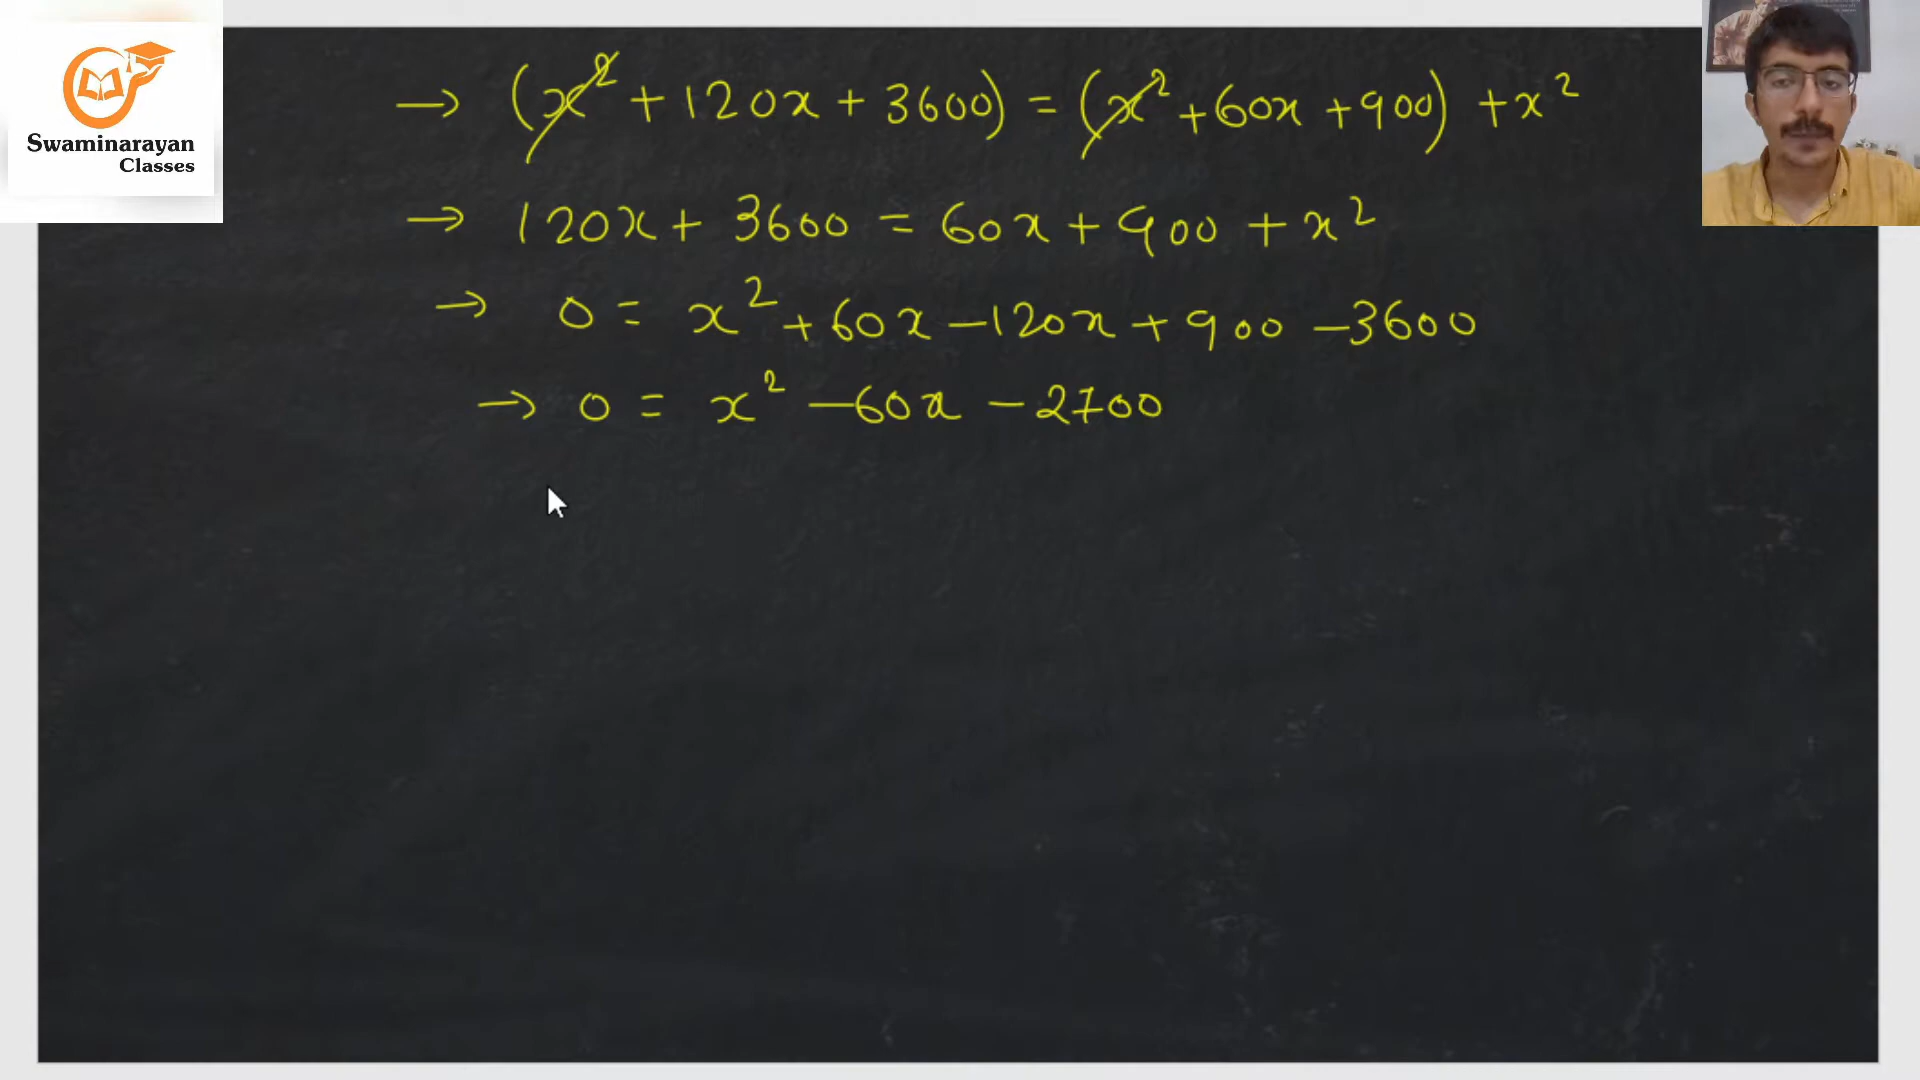 Swaminarayan
Classes
→ (x² + 120x + 3600) = (x² + 60x + 900) + x²
→ 120x + 3600 = 60x + 900 + x²
→ 0 = x² + 60x - 120x + 900 - 3600
→ 0 = x² - 60x - 2700